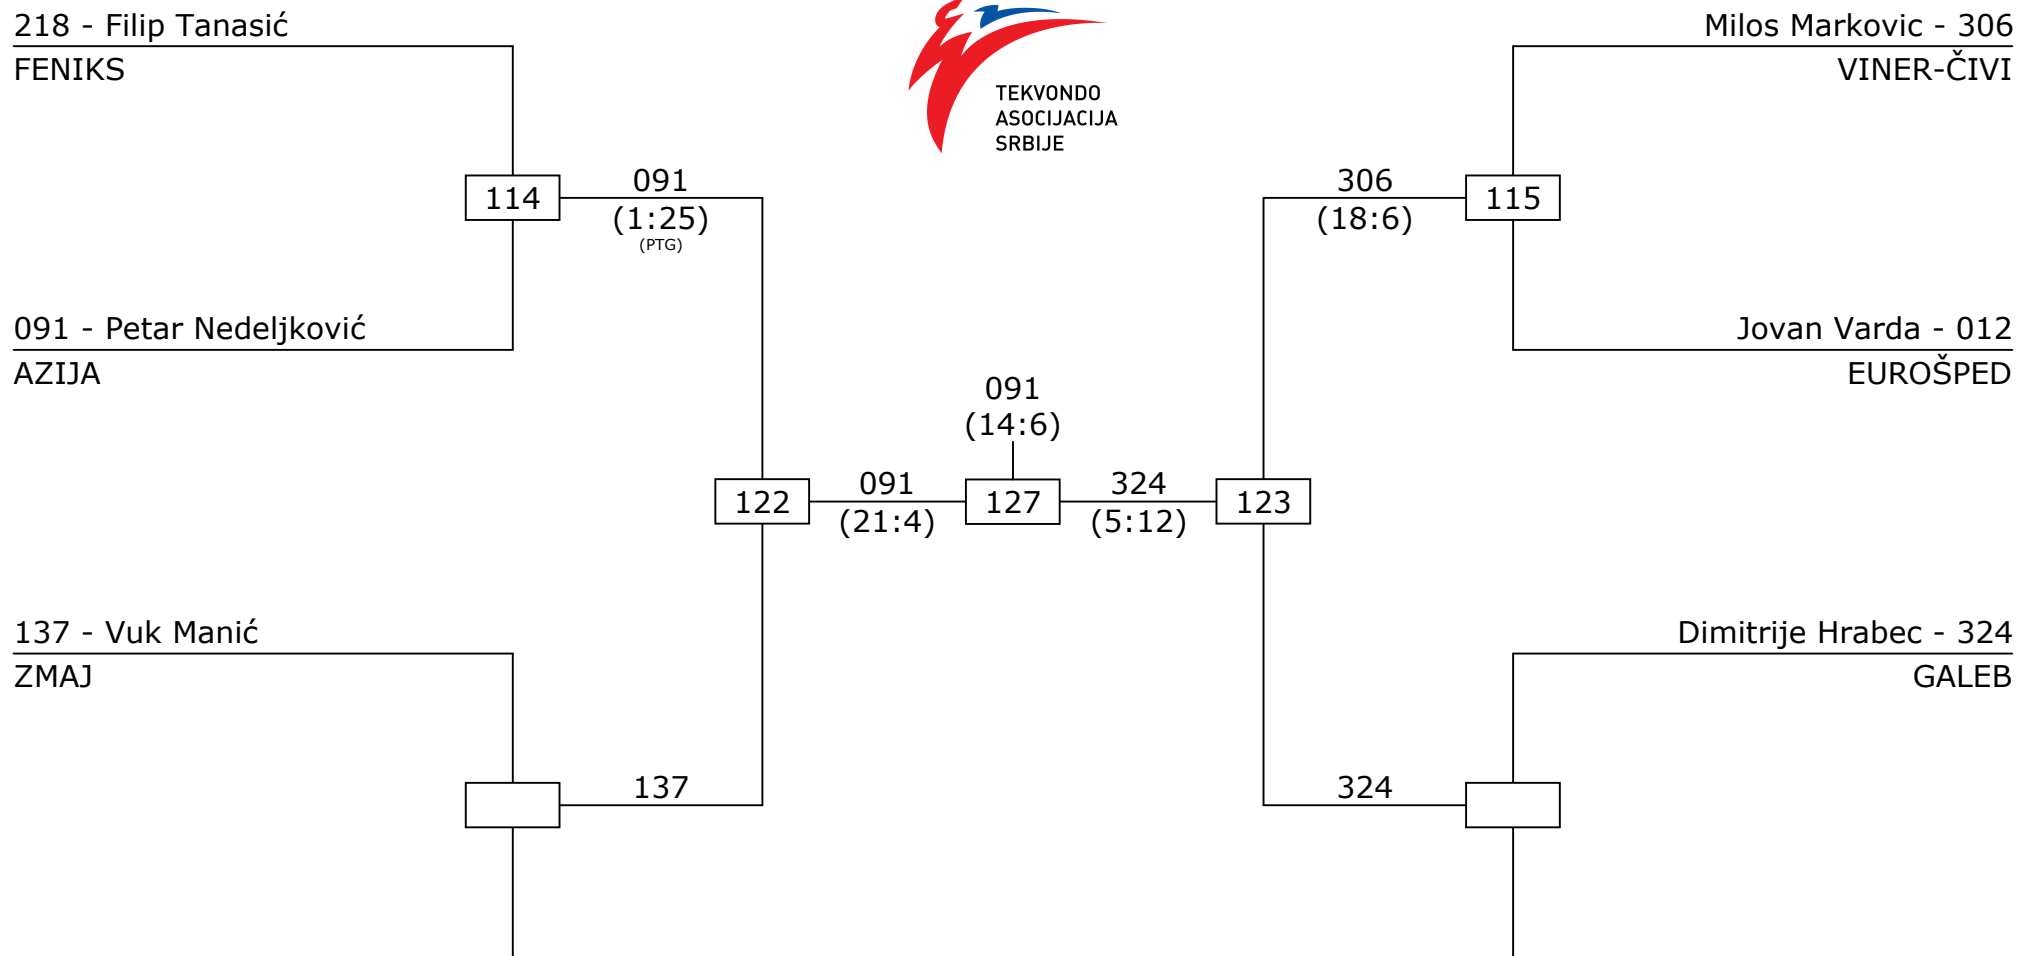 218 - Filip Tanasić
FENIKS
Milos Markovic - 306
VINER-ČIVI
TEKVONDO
ASOCIJACIJA
SRBIJE
114
091
(1:25)
(PTG)
306
(18:6)
115
091 - Petar Nedeljković
AZIJA
Jovan Varda - 012
EUROŠPED
091
(14:6)
122
091
(21:4)
127
324
(5:12)
123
137 - Vuk Manić
ZMAJ
Dimitrije Hrabec - 324
GALEB
137
324